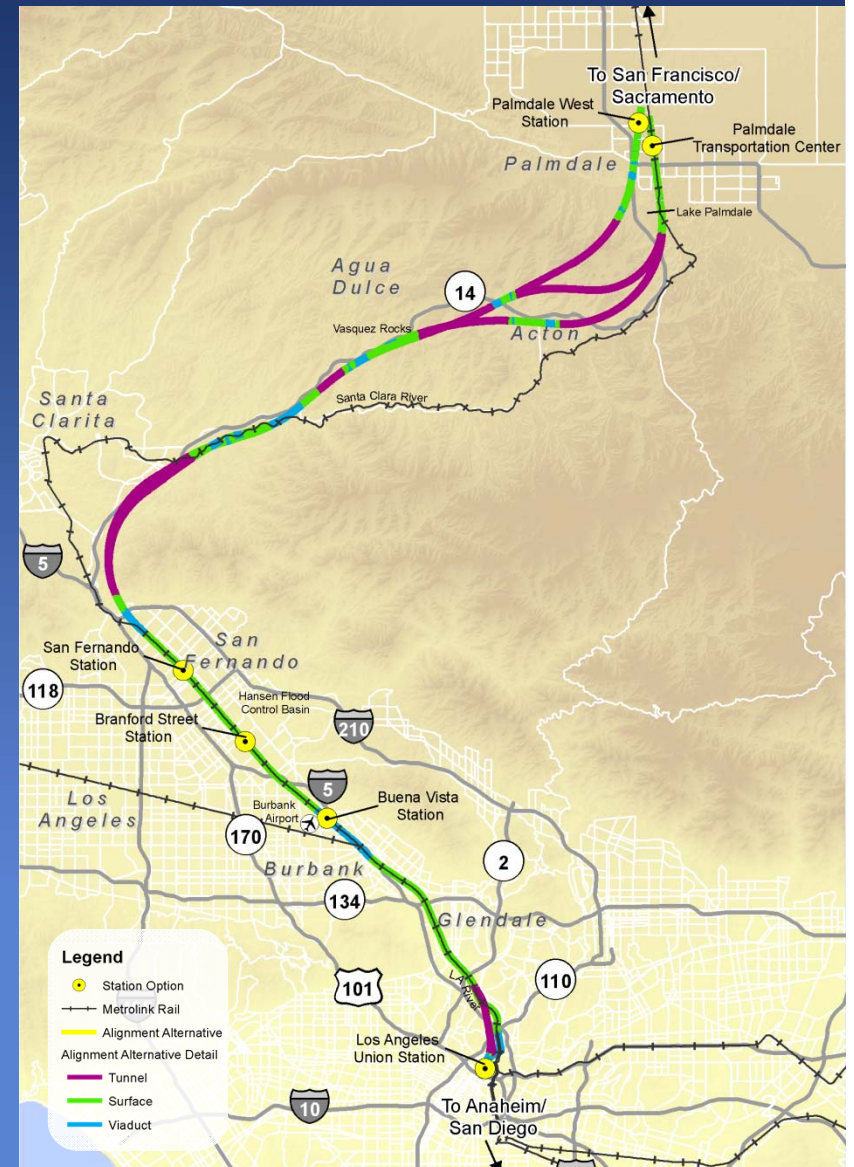 To San Francisco/
Sacramento
Palmdale West
Station
Palmdale
Transportation Center
Palmdale
Lake Palmdale
Agua
Dulce
14
Vasquez Rocks
Acton
Santa
Clarita
Santa Clara River
5
San Fernando
Station
San
Fernando
118
Hansen Flood
Control Basin
Branford Street
Station
210
5
Los
Angeles
Burbank
Airport
Buena Vista
Station
170
Burbank
2
134
Glendale
101
LA River
110
Los Angeles
Union Station
10
To Anaheim/
San Diego
Legend
Station Option
Metrolink Rail
Alignment Alternative
Alignment Alternative Detail
Tunnel
Surface
Viaduct